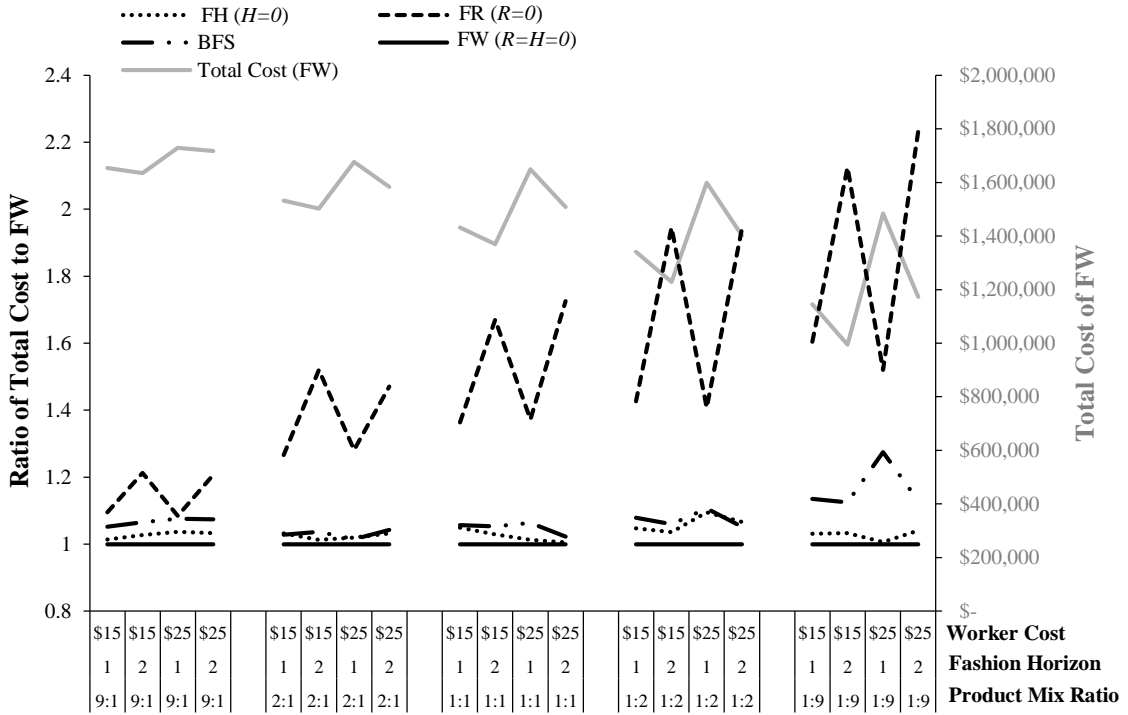 FH (H=0) FR (R=0)
BFS FW (R=H=0)
Total Cost (FW)
Ratio of Total Cost to FW
2.4
2.2
2
1.8
1.6
1.4
1.2
1
0.8
$2,000,000
$1,800,000
$1,600,000
$1,400,000
$1,200,000
$1,000,000
$800,000
$600,000
$400,000
$200,000
$-
Total Cost of FW
$15 $15 $25 $25 $15 $15 $25 $25 $15 $15 $25 $25 $15 $15 $25 $25 $15 $15 $25 $25 Worker Cost
1 2 1 2 1 2 1 2 1 2 1 2 1 2 1 2 1 2 1 2 Fashion Horizon
9:1 9:1 9:1 9:1 2:1 2:1 2:1 2:1 1:1 1:1 1:1 1:1 1:2 1:2 1:2 1:2 1:9 1:9 1:9 1:9 Product Mix Ratio